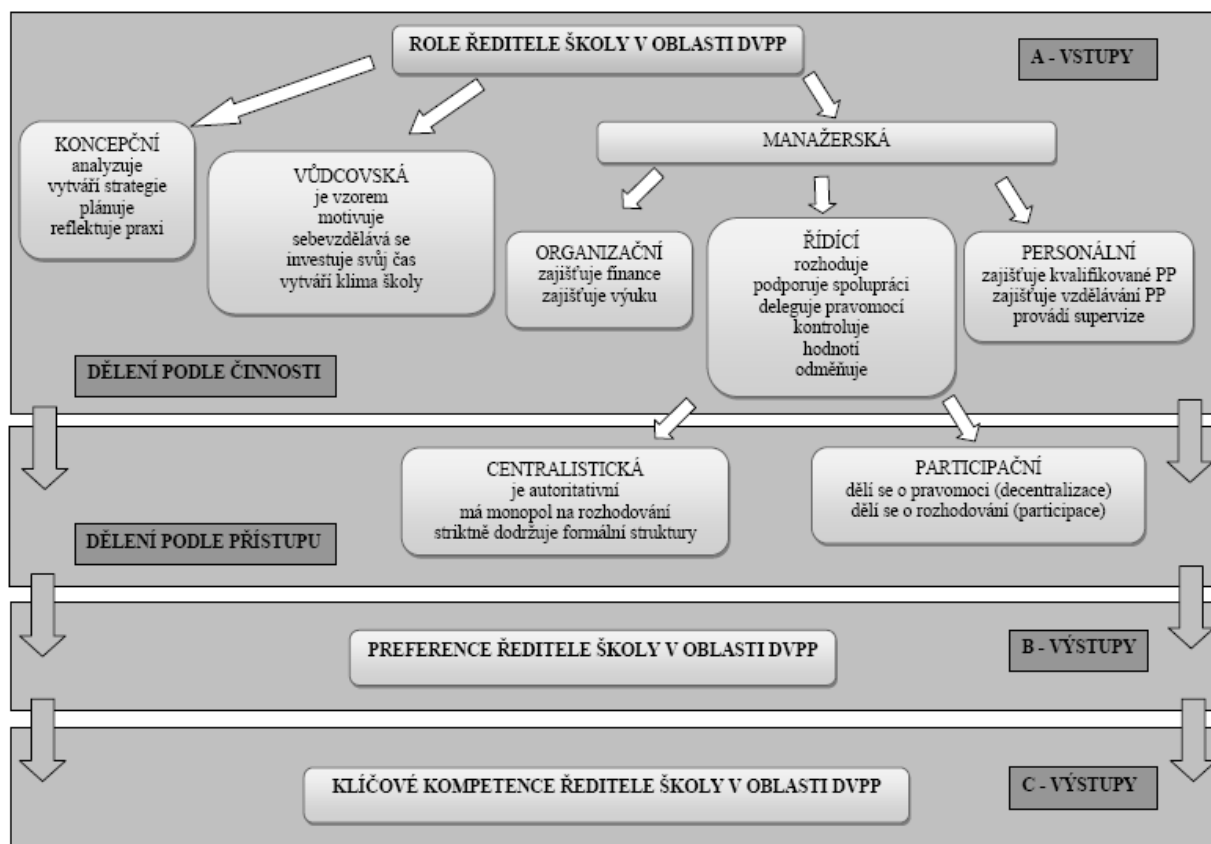 ROLE ŘEDITELE ŠKOLY V OBLASTI DVPP
A - VSTUPY
KONCEPČNÍ
analyzuje
vytváří strategie
plánuje
reflektuje praxi
VŮDCOVSKÁ
je vzorem
motivuje
sebevzdělává se
investuje svůj čas
vytváří klima školy
MANAŽERSKÁ
ORGANIZAČNÍ
zajišťuje finance
zajišťuje výuku
ŘÍDÍCÍ
rozhoduje
podporuje spolupráci
deleguje pravomocí
kontroluje
hodnotí
odměňuje
PERSONÁLNÍ
zajišťuje kvalifikované PP
zajišťuje vzdělávání PP
provádí supervize
DĚLENÍ PODLE ČINNOSTI
CENTRALISTICKÁ
je autoritativní
má monopol na rozhodování
striktně dodržuje formální struktury
PARTICIPAČNÍ
dělí se o pravomoci (decentralizace)
dělí se o rozhodování (participace)
DĚLENÍ PODLE PŘÍSTUPU
PREFERENCE ŘEDITELE ŠKOLY V OBLASTI DVPP
B - VÝSTUPY
KLÍČOVÉ KOMPETENCE ŘEDITELE ŠKOLY V OBLASTI DVPP
C - VÝSTUPY